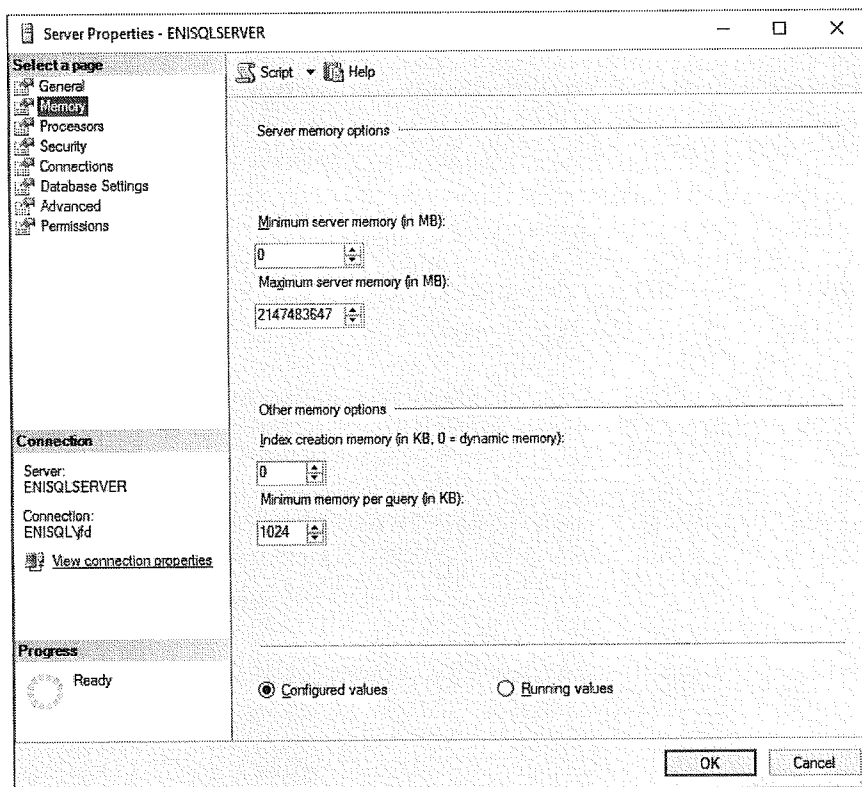 Server Properties - ENISQLSERVER
Select a page
General
Memory
Processors
Security
Connections
Database Settings
Advanced
Permissions
Script
Help
Server memory options
Minimum server memory (in MB):
0
Maximum server memory (in MB):
2147483647
Other memory options
Index creation memory (in KB, 0 = dynamic memory):
0
Minimum memory per query (in KB):
1024
Configured values
Running values
Connection
Server:
ENISQLSERVER
Connection:
ENISQL\jfd
View connection properties
Progress
Ready
OK
Cancel